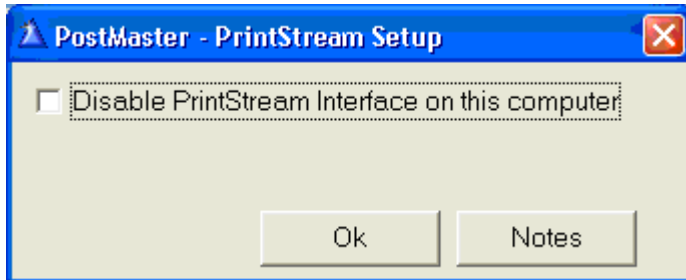 PostMaster - PrintStream Setup
Disable PrintStream Interface on this computer
Ok
Notes